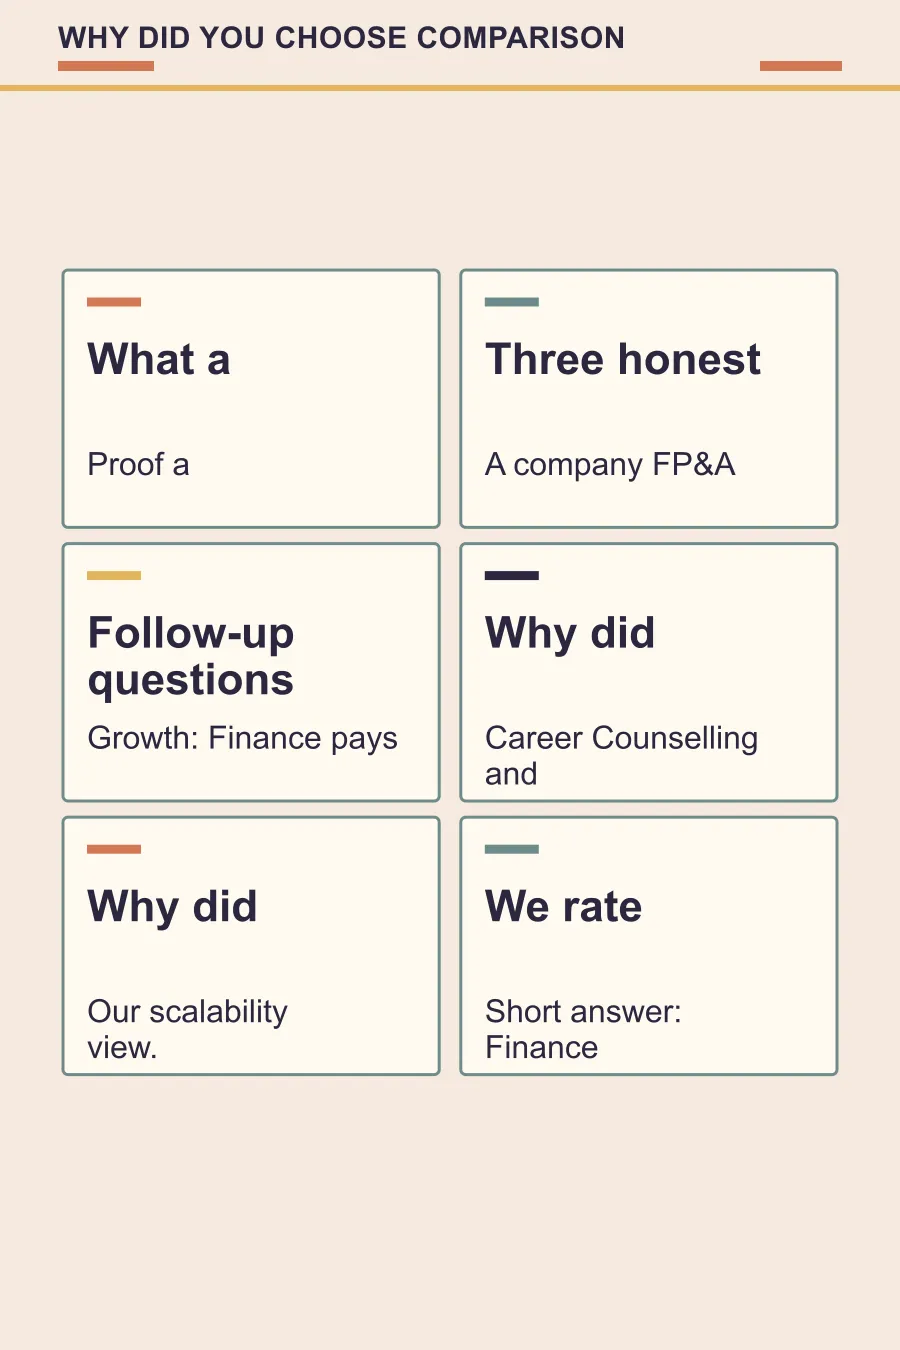 WHY DID YOU CHOOSE COMPARISON
What a
Proof a
Three honest
A company FP&A
Follow-up
questions
Growth: Finance pays
Why did
Career Counselling
and
Why did
Our scalability
view.
We rate
Short answer:
Finance